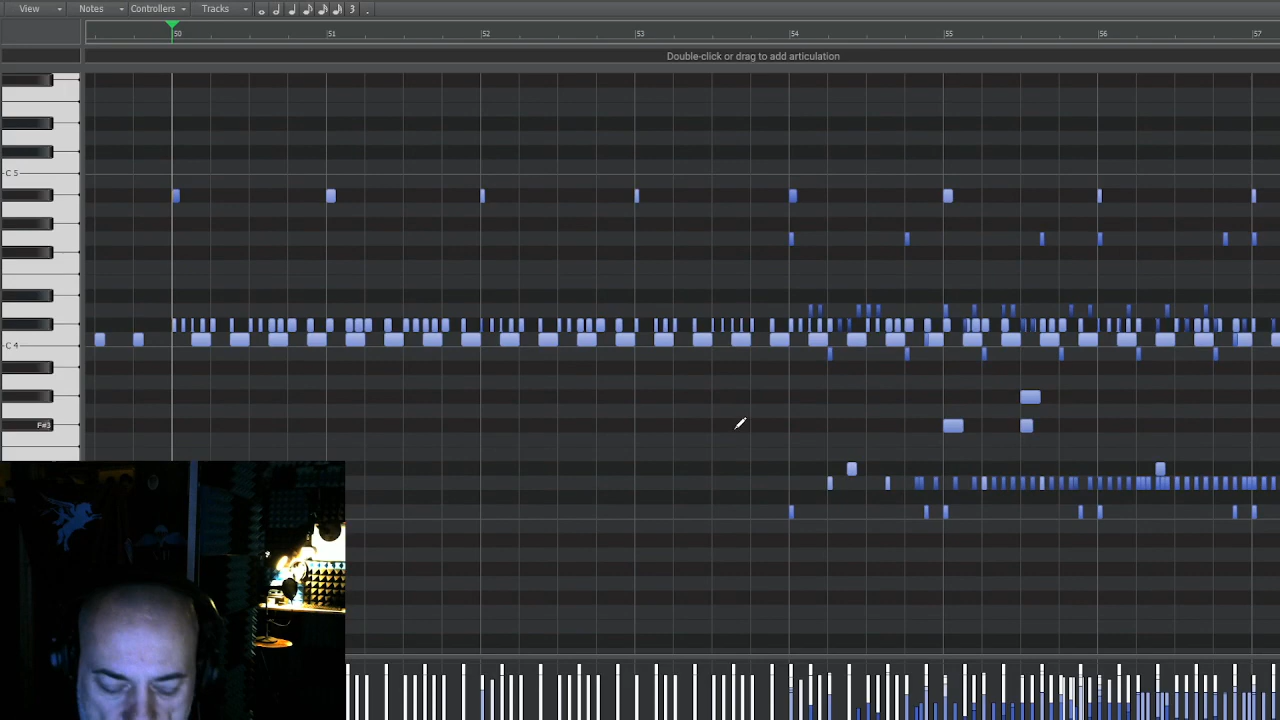 View Notes Controllers Tracks 3 .
50 51 52 53 54 55 56 57
Double-click or drag to add articulation
C 5
C 4
F#3